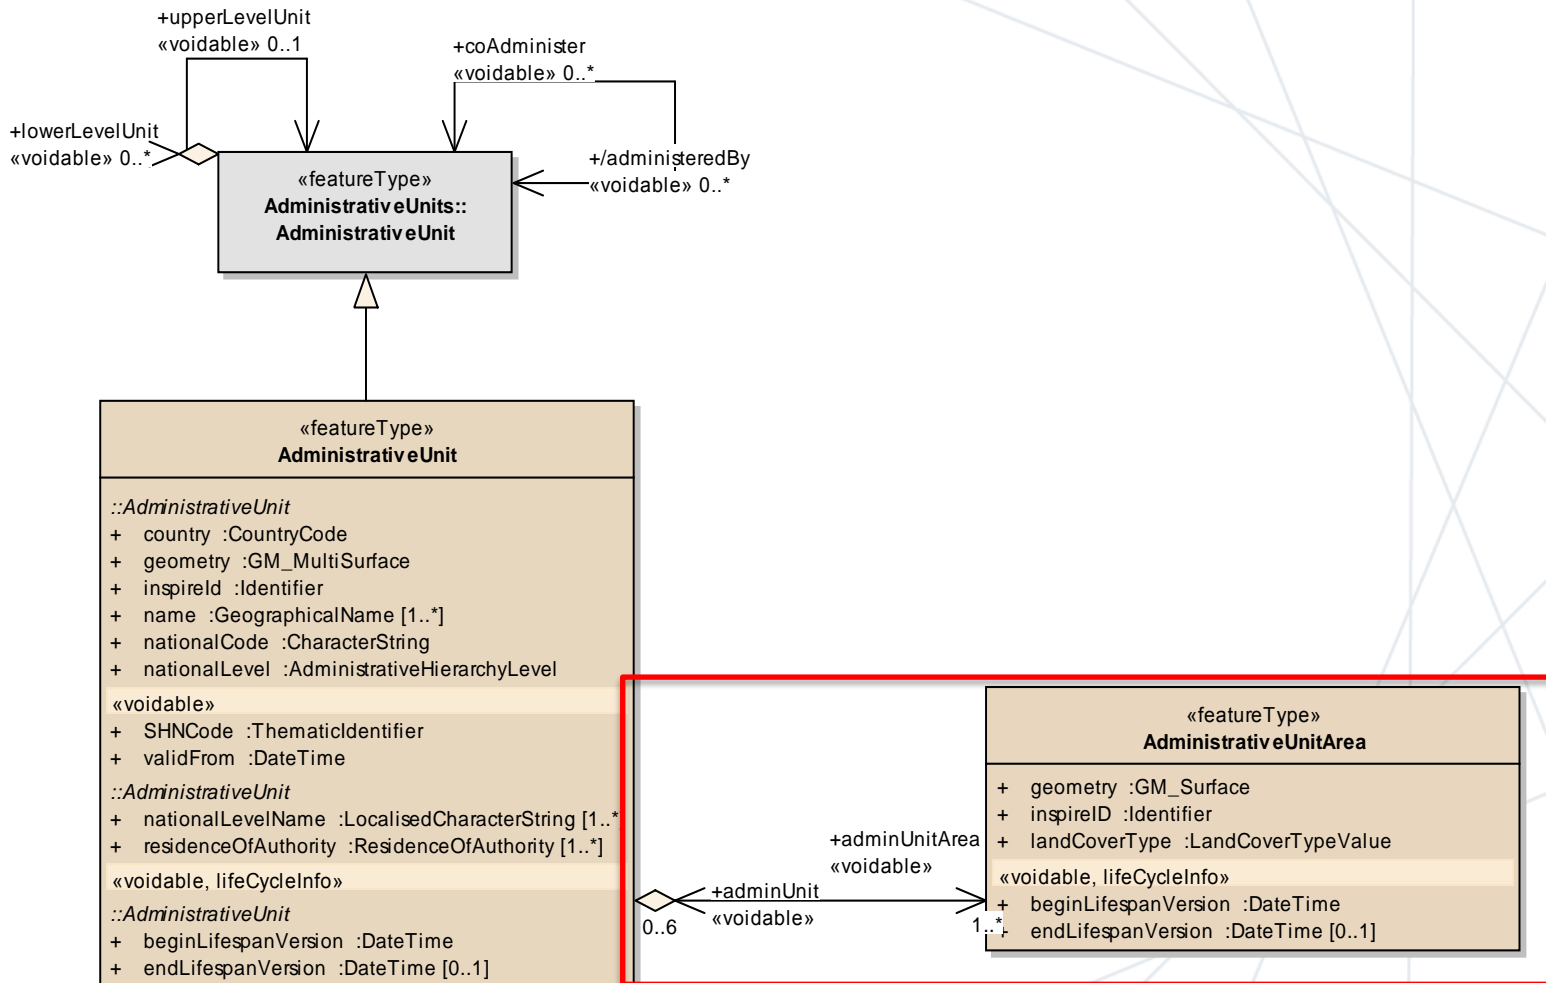 +upperLevelUnit
«voidable» 0..1
+coAdminister
«voidable» 0..*
+lowerLevelUnit
«voidable» 0..*
+/administeredBy
«voidable» 0..*
«featureType»
AdministrativeUnits::
AdministrativeUnit
«featureType»
AdministrativeUnit
::AdministrativeUnit
+ country :CountryCode
+ geometry :GM_MultiSurface
+ inspireId :Identifier
+ name :GeographicalName [1..*]
+ nationalCode :CharacterString
+ nationalLevel :AdministrativeHierarchyLevel
«voidable»
+ SHNCode :ThematicIdentifier
+ validFrom :DateTime
::AdministrativeUnit
+ nationalLevelName :LocalisedCharacterString [1..*
+ residenceOfAuthority :ResidenceOfAuthority [1..*]
«voidable, lifeCycleInfo»
::AdministrativeUnit
+ beginLifespanVersion :DateTime
+ endLifespanVersion :DateTime [0..1]
+adminUnit
«voidable»
0..6
+adminUnitArea
«voidable»
1..*
«featureType»
AdministrativeUnitArea
+ geometry :GM_Surface
+ inspireID :Identifier
+ landCoverType :LandCoverTypeValue
«voidable, lifeCycleInfo»
+ beginLifespanVersion :DateTime
+ endLifespanVersion :DateTime [0..1]